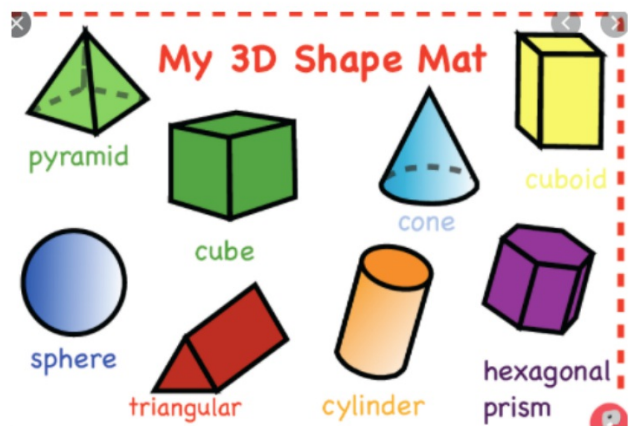 My 3D Shape Mat
pyramid
cuboid
cone
cube
sphere
hexagonal
prism
triangular
cylinder